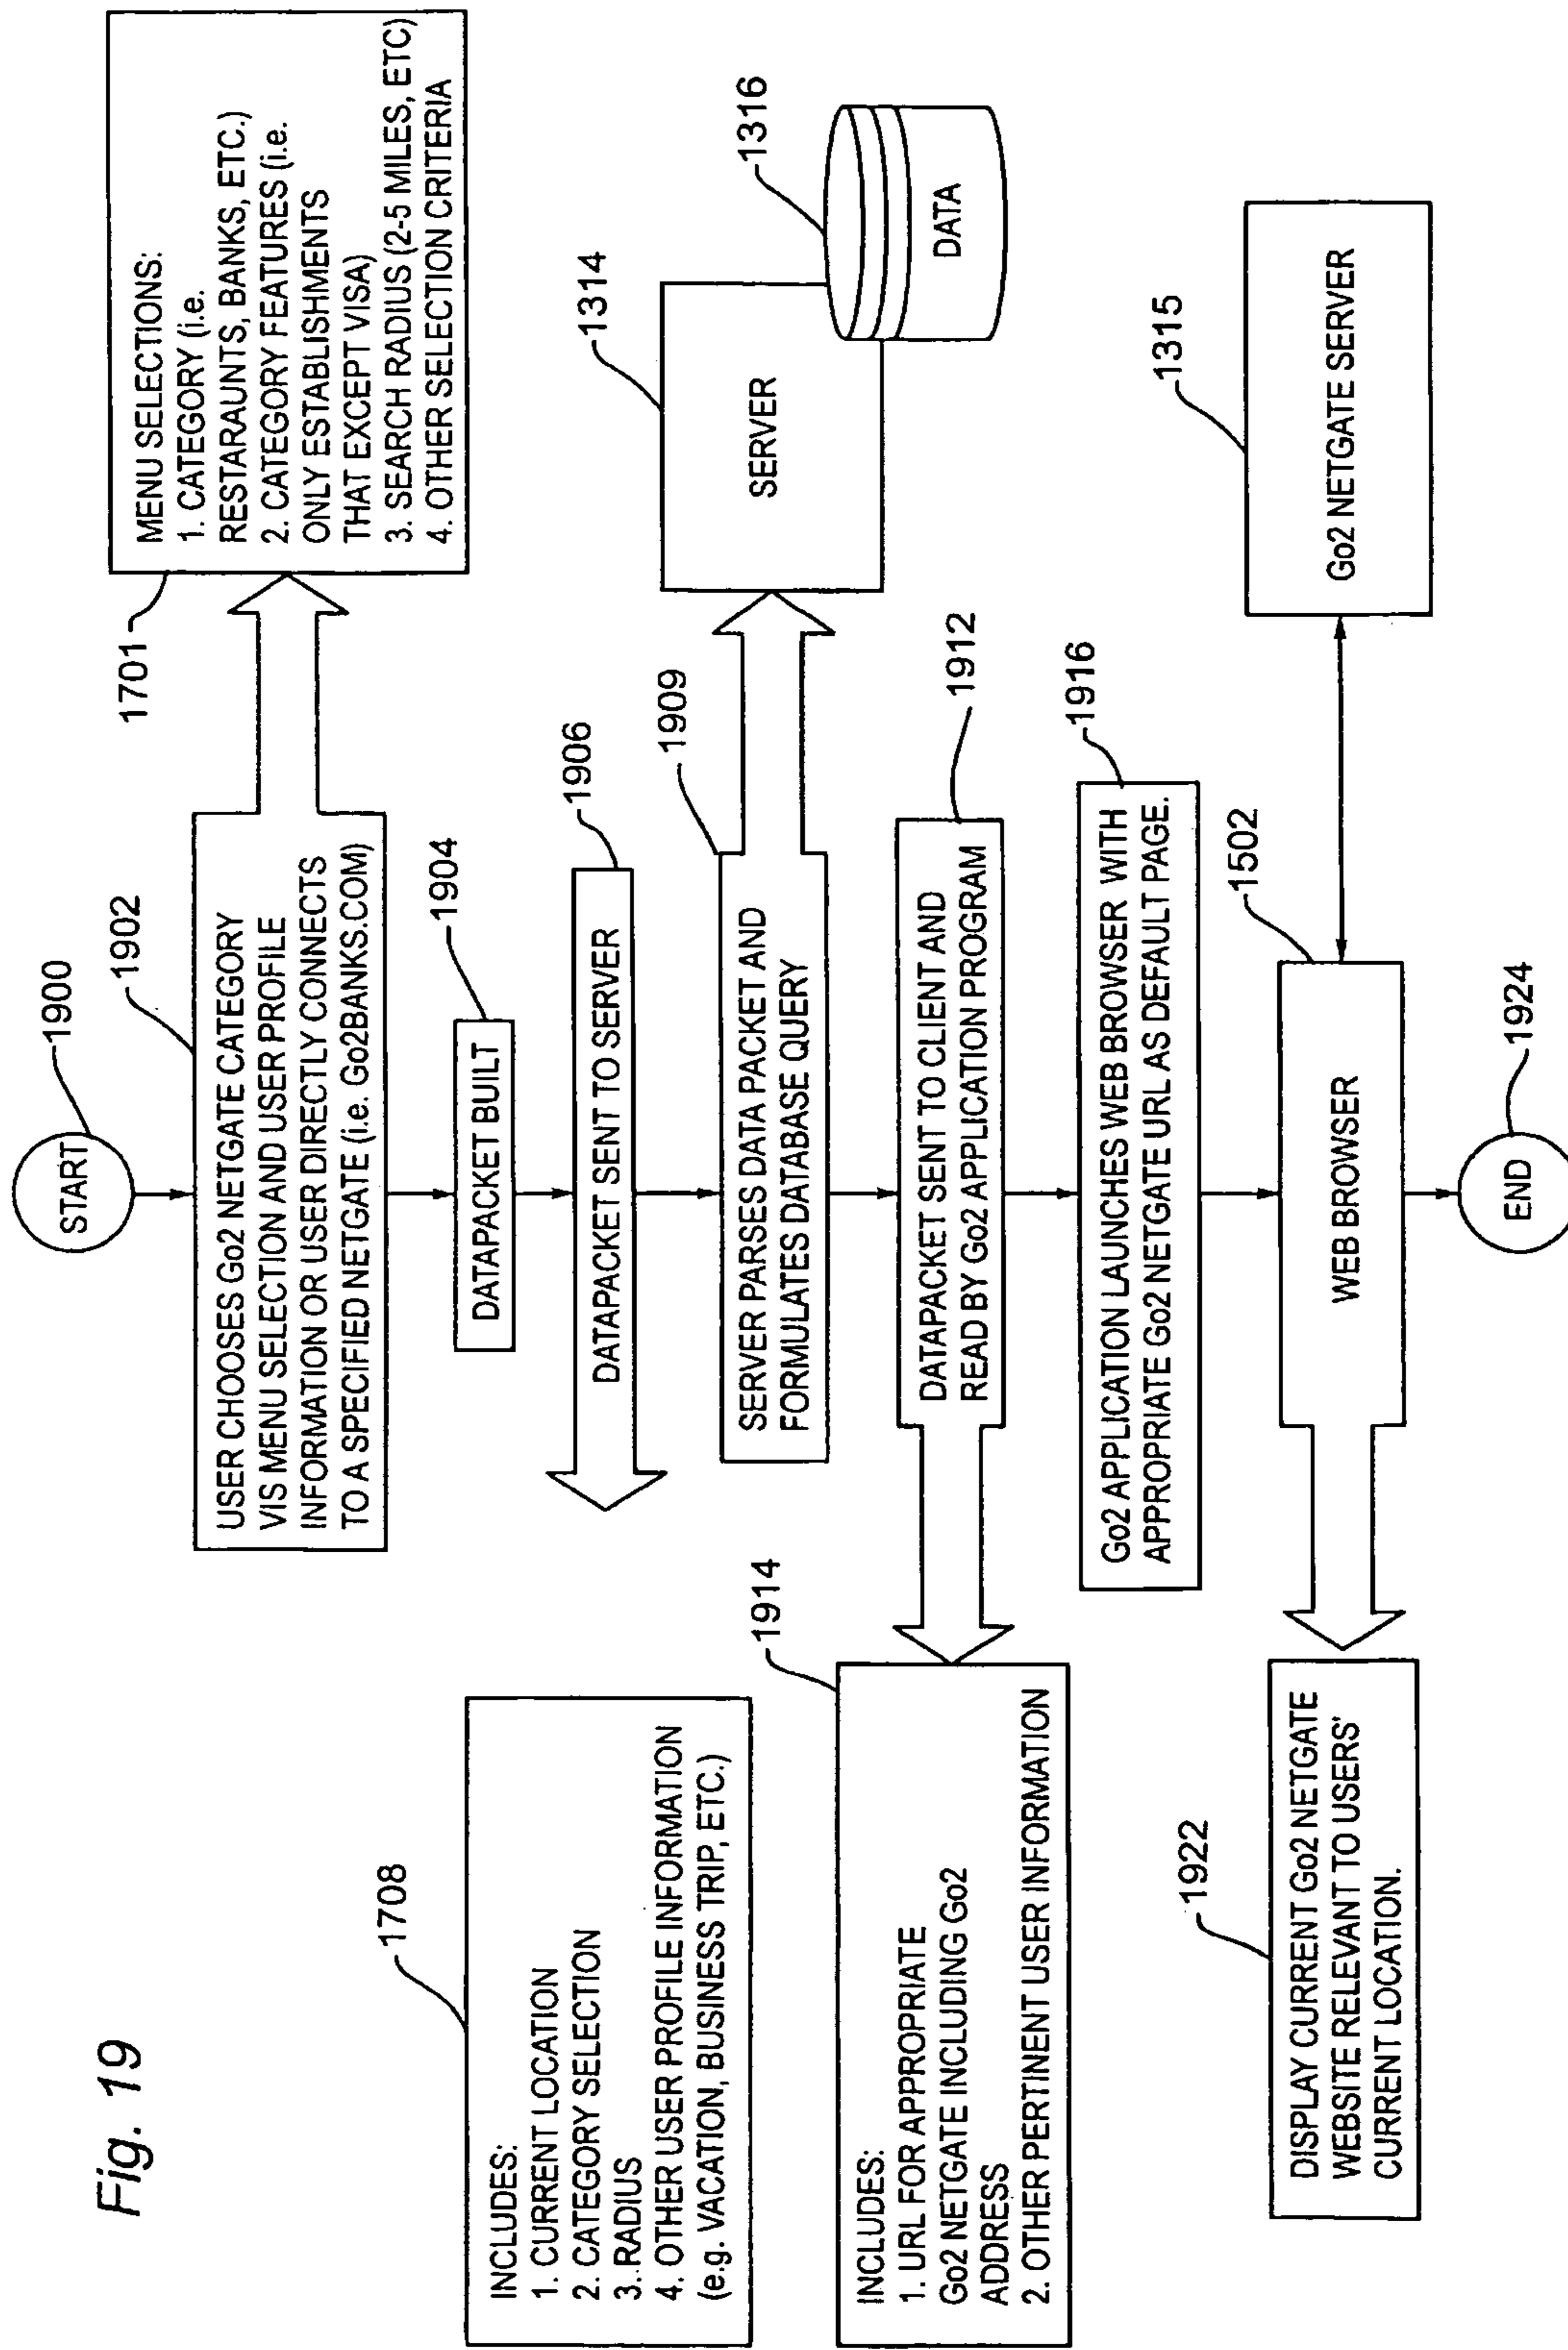 Fig. 19
START
1900
1902
USER CHOOSES Go2 NETGATE CATEGORY
VIS MENU SELECTION AND USER PROFILE
INFORMATION OR USER DIRECTLY CONNECTS
TO A SPECIFIED NETGATE (i.e. Go2BANKS.COM)
1701
MENU SELECTIONS:
1. CATEGORY (i.e.
RESTARAUNTS, BANKS, ETC.)
2. CATEGORY FEATURES (i.e.
ONLY ESTABLISHMENTS
THAT EXCEPT VISA)
3. SEARCH RADIUS (2-5 MILES, ETC)
4. OTHER SELECTION CRITERIA
1904
DATAPACKET BUILT
1906
DATAPACKET SENT TO SERVER
1708
INCLUDES:
1. CURRENT LOCATION
2. CATEGORY SELECTION
3. RADIUS
4. OTHER USER PROFILE INFORMATION
(e.g. VACATION, BUSINESS TRIP, ETC.)
1909
SERVER PARSES DATA PACKET AND
FORMULATES DATABASE QUERY
1314
SERVER
1316
DATA
1912
DATAPACKET SENT TO CLIENT AND
READ BY Go2 APPLICATION PROGRAM
1914
INCLUDES:
1. URL FOR APPROPRIATE
Go2 NETGATE INCLUDING Go2
ADDRESS
2. OTHER PERTINENT USER INFORMATION
1916
Go2 APPLICATION LAUNCHES WEB BROWSER WITH
APPROPRIATE Go2 NETGATE URL AS DEFAULT PAGE.
1502
WEB BROWSER
1315
Go2 NETGATE SERVER
1922
DISPLAY CURRENT Go2 NETGATE
WEBSITE RELEVANT TO USERS'
CURRENT LOCATION.
END
1924